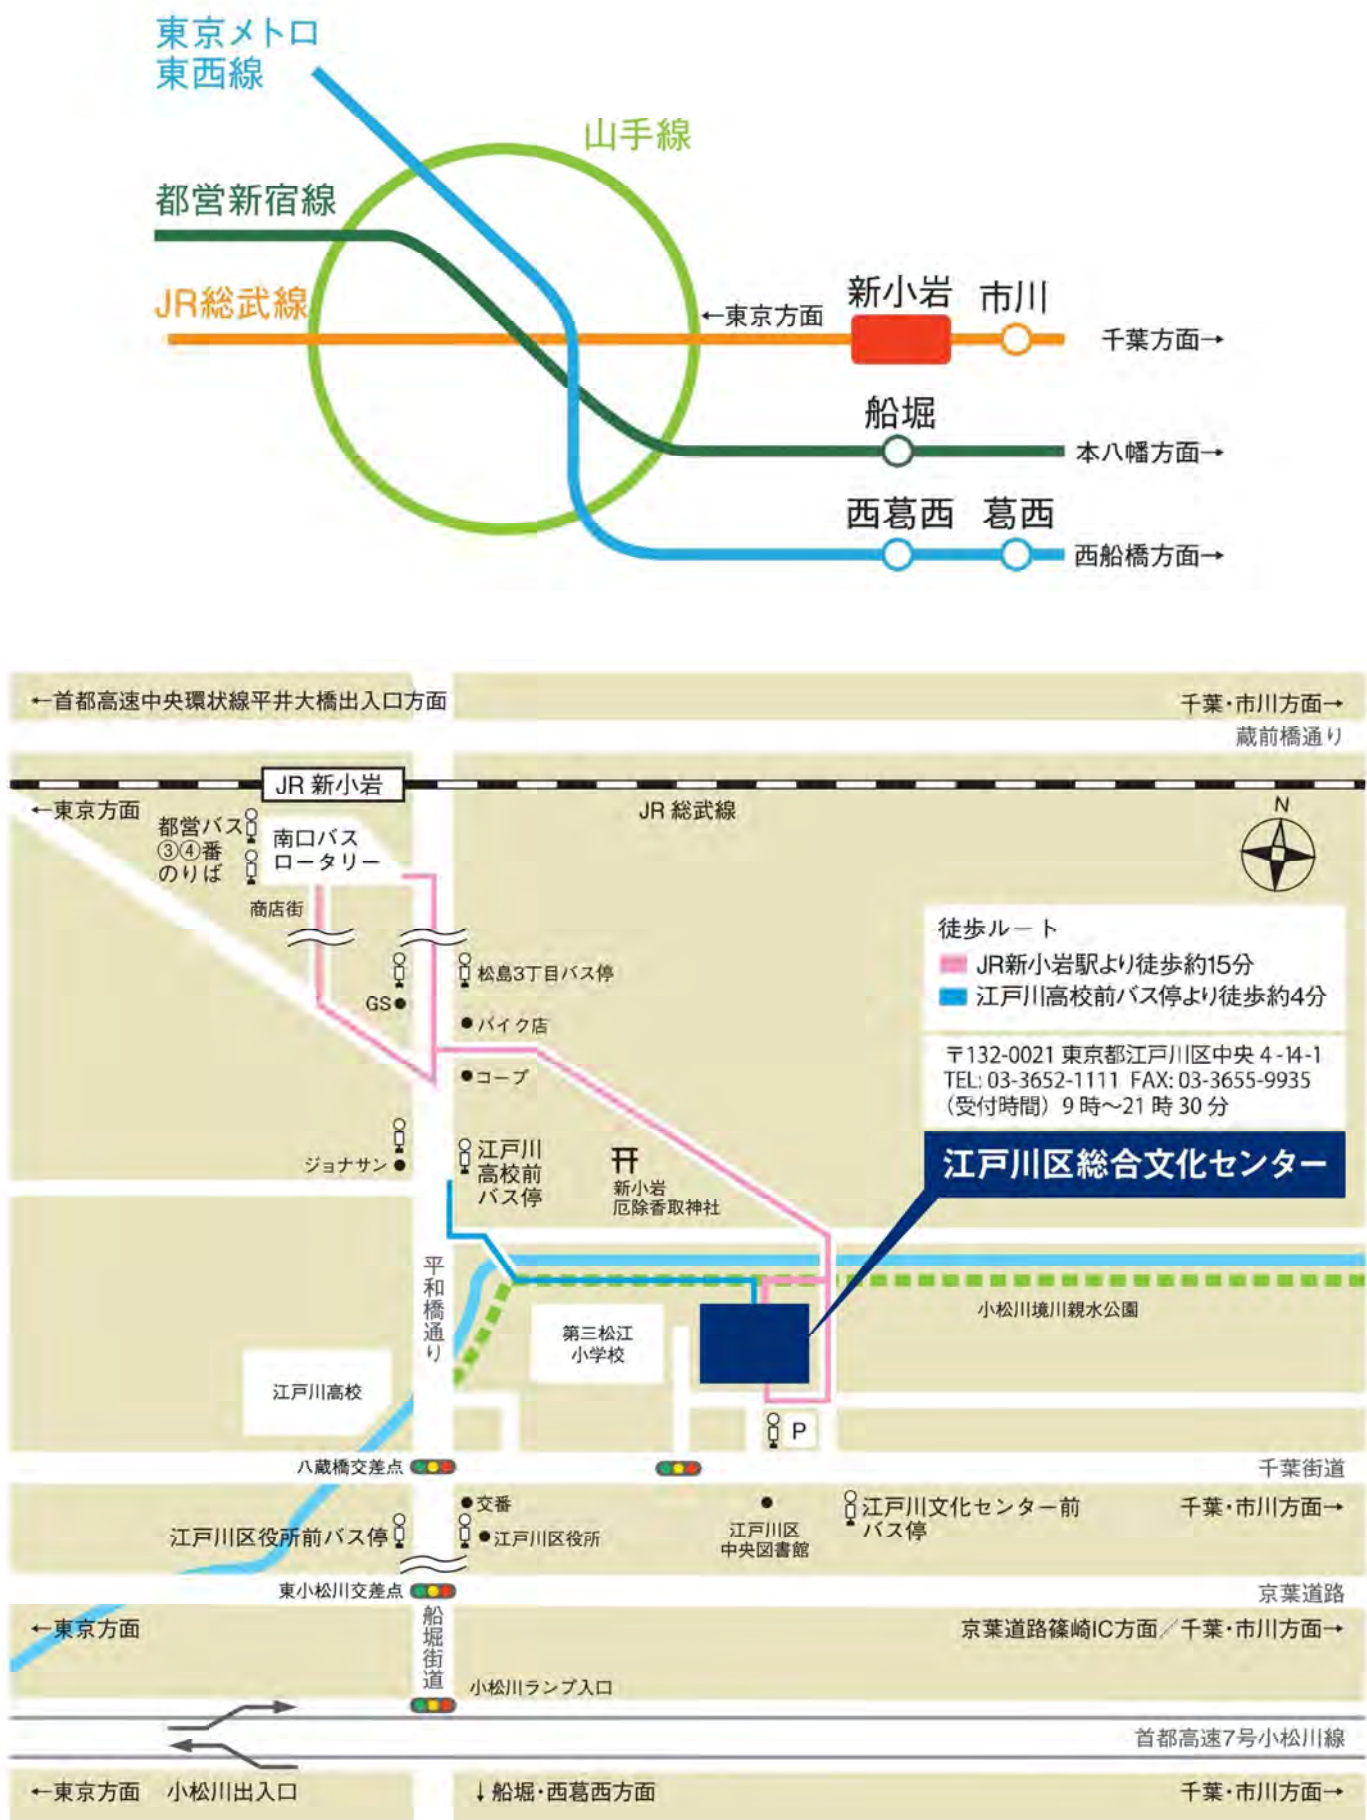 東京メトロ
東西線
山手線
都営新宿線
JR総武線
←東京方面
新小岩
市川
千葉方面→
船堀
本八幡方面→
西葛西
葛西
西船橋方面→
←首都高速中央環状線平井大橋出入口方面
千葉・市川方面→
蔵前橋通り
JR 新小岩
←東京方面
JR 総武線
N
都営バス
③④番
のりば
南口バス
ロータリー
商店街
徒歩ルート
JR新小岩駅より徒歩約15分
江戸川高校前バス停より徒歩約4分
松島3丁目バス停
GS
バイク店
コープ
〒132-0021 東京都江戸川区中央 4-14-1
TEL: 03-3652-1111 FAX: 03-3655-9935
（受付時間）9 時～21 時 30 分
江戸川区総合文化センター
ジョナサン
江戸川
高校前
バス停
新小岩
厄除香取神社
平和橋通り
小松川境川親水公園
第三松江
小学校
江戸川高校
P
八蔵橋交差点
千葉街道
交番
江戸川区役所前バス停
江戸川区役所
江戸川区
中央図書館
江戸川文化センター前
バス停
千葉・市川方面→
東小松川交差点
京葉道路
←東京方面
船堀街道
京葉道路篠崎IC方面／千葉・市川方面→
小松川ランプ入口
首都高速7号小松川線
←東京方面
小松川出入口
↓船堀・西葛西方面
千葉・市川方面→